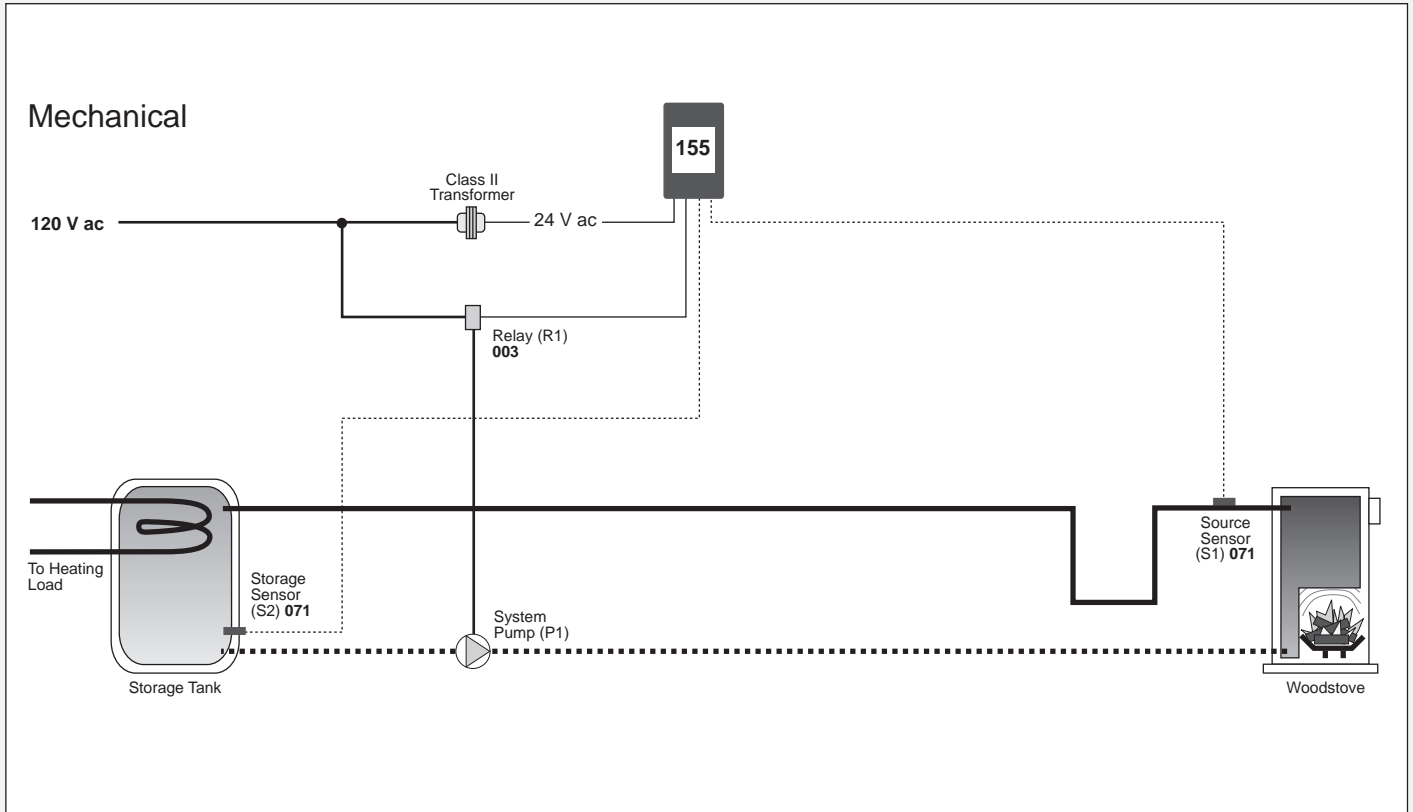 Mechanical
155
Class II
Transformer
120 V ac
24 V ac
Relay (R1)
003
To Heating
Load
Storage
Sensor
(S2) 071
System
Pump (P1)
Source
Sensor
(S1) 071
Storage Tank
Woodstove